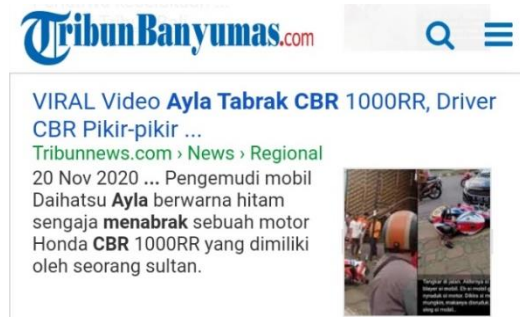 TribunBanyumas.com
VIRAL Video Ayla Tabrak CBR 1000RR, Driver
CBR Pikir-pikir ...
Tribunnews.com › News › Regional
20 Nov 2020 ... Pengemudi mobil
Daihatsu Ayla berwarna hitam
sengaja menabrak sebuah motor
Honda CBR 1000RR yang dimiliki
oleh seorang sultan.